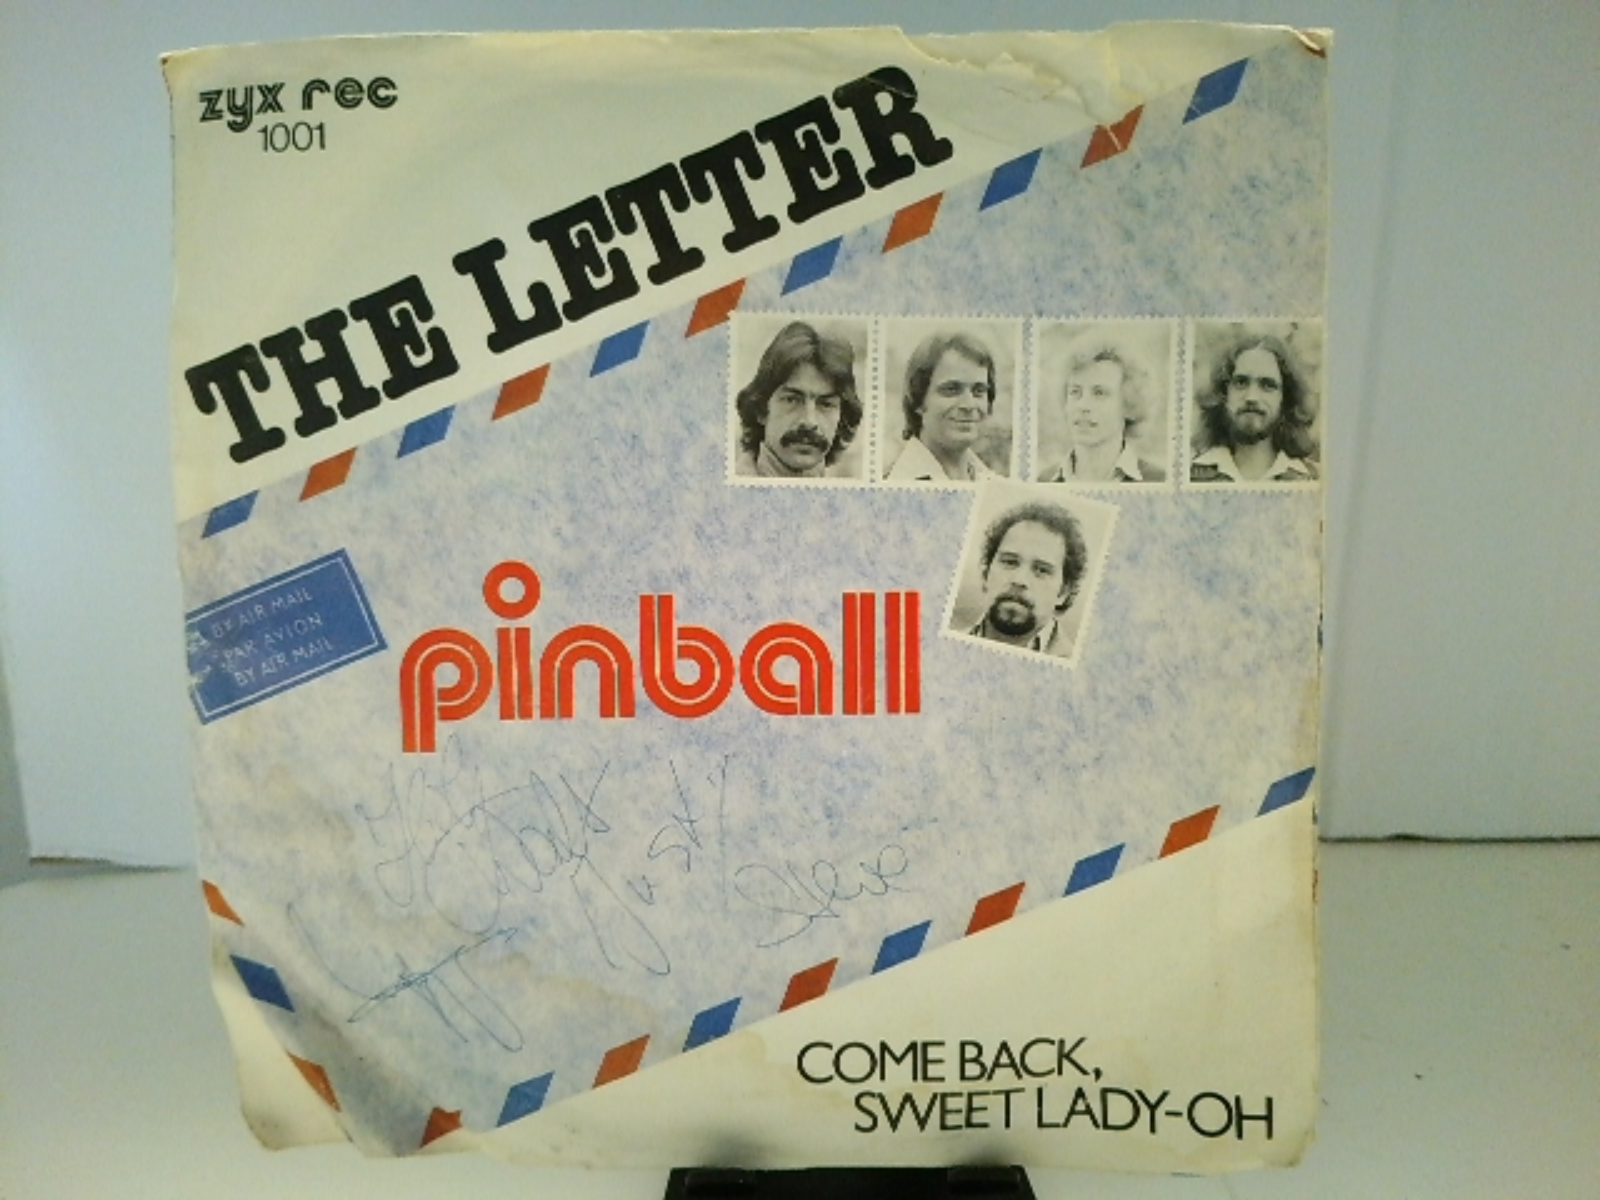 zyx rec
1001
THE LETTER
BY AIR MAIL
PAR AVION
BY AIR MAIL
pinball
Steve
COME BACK,
SWEET LADY-OH